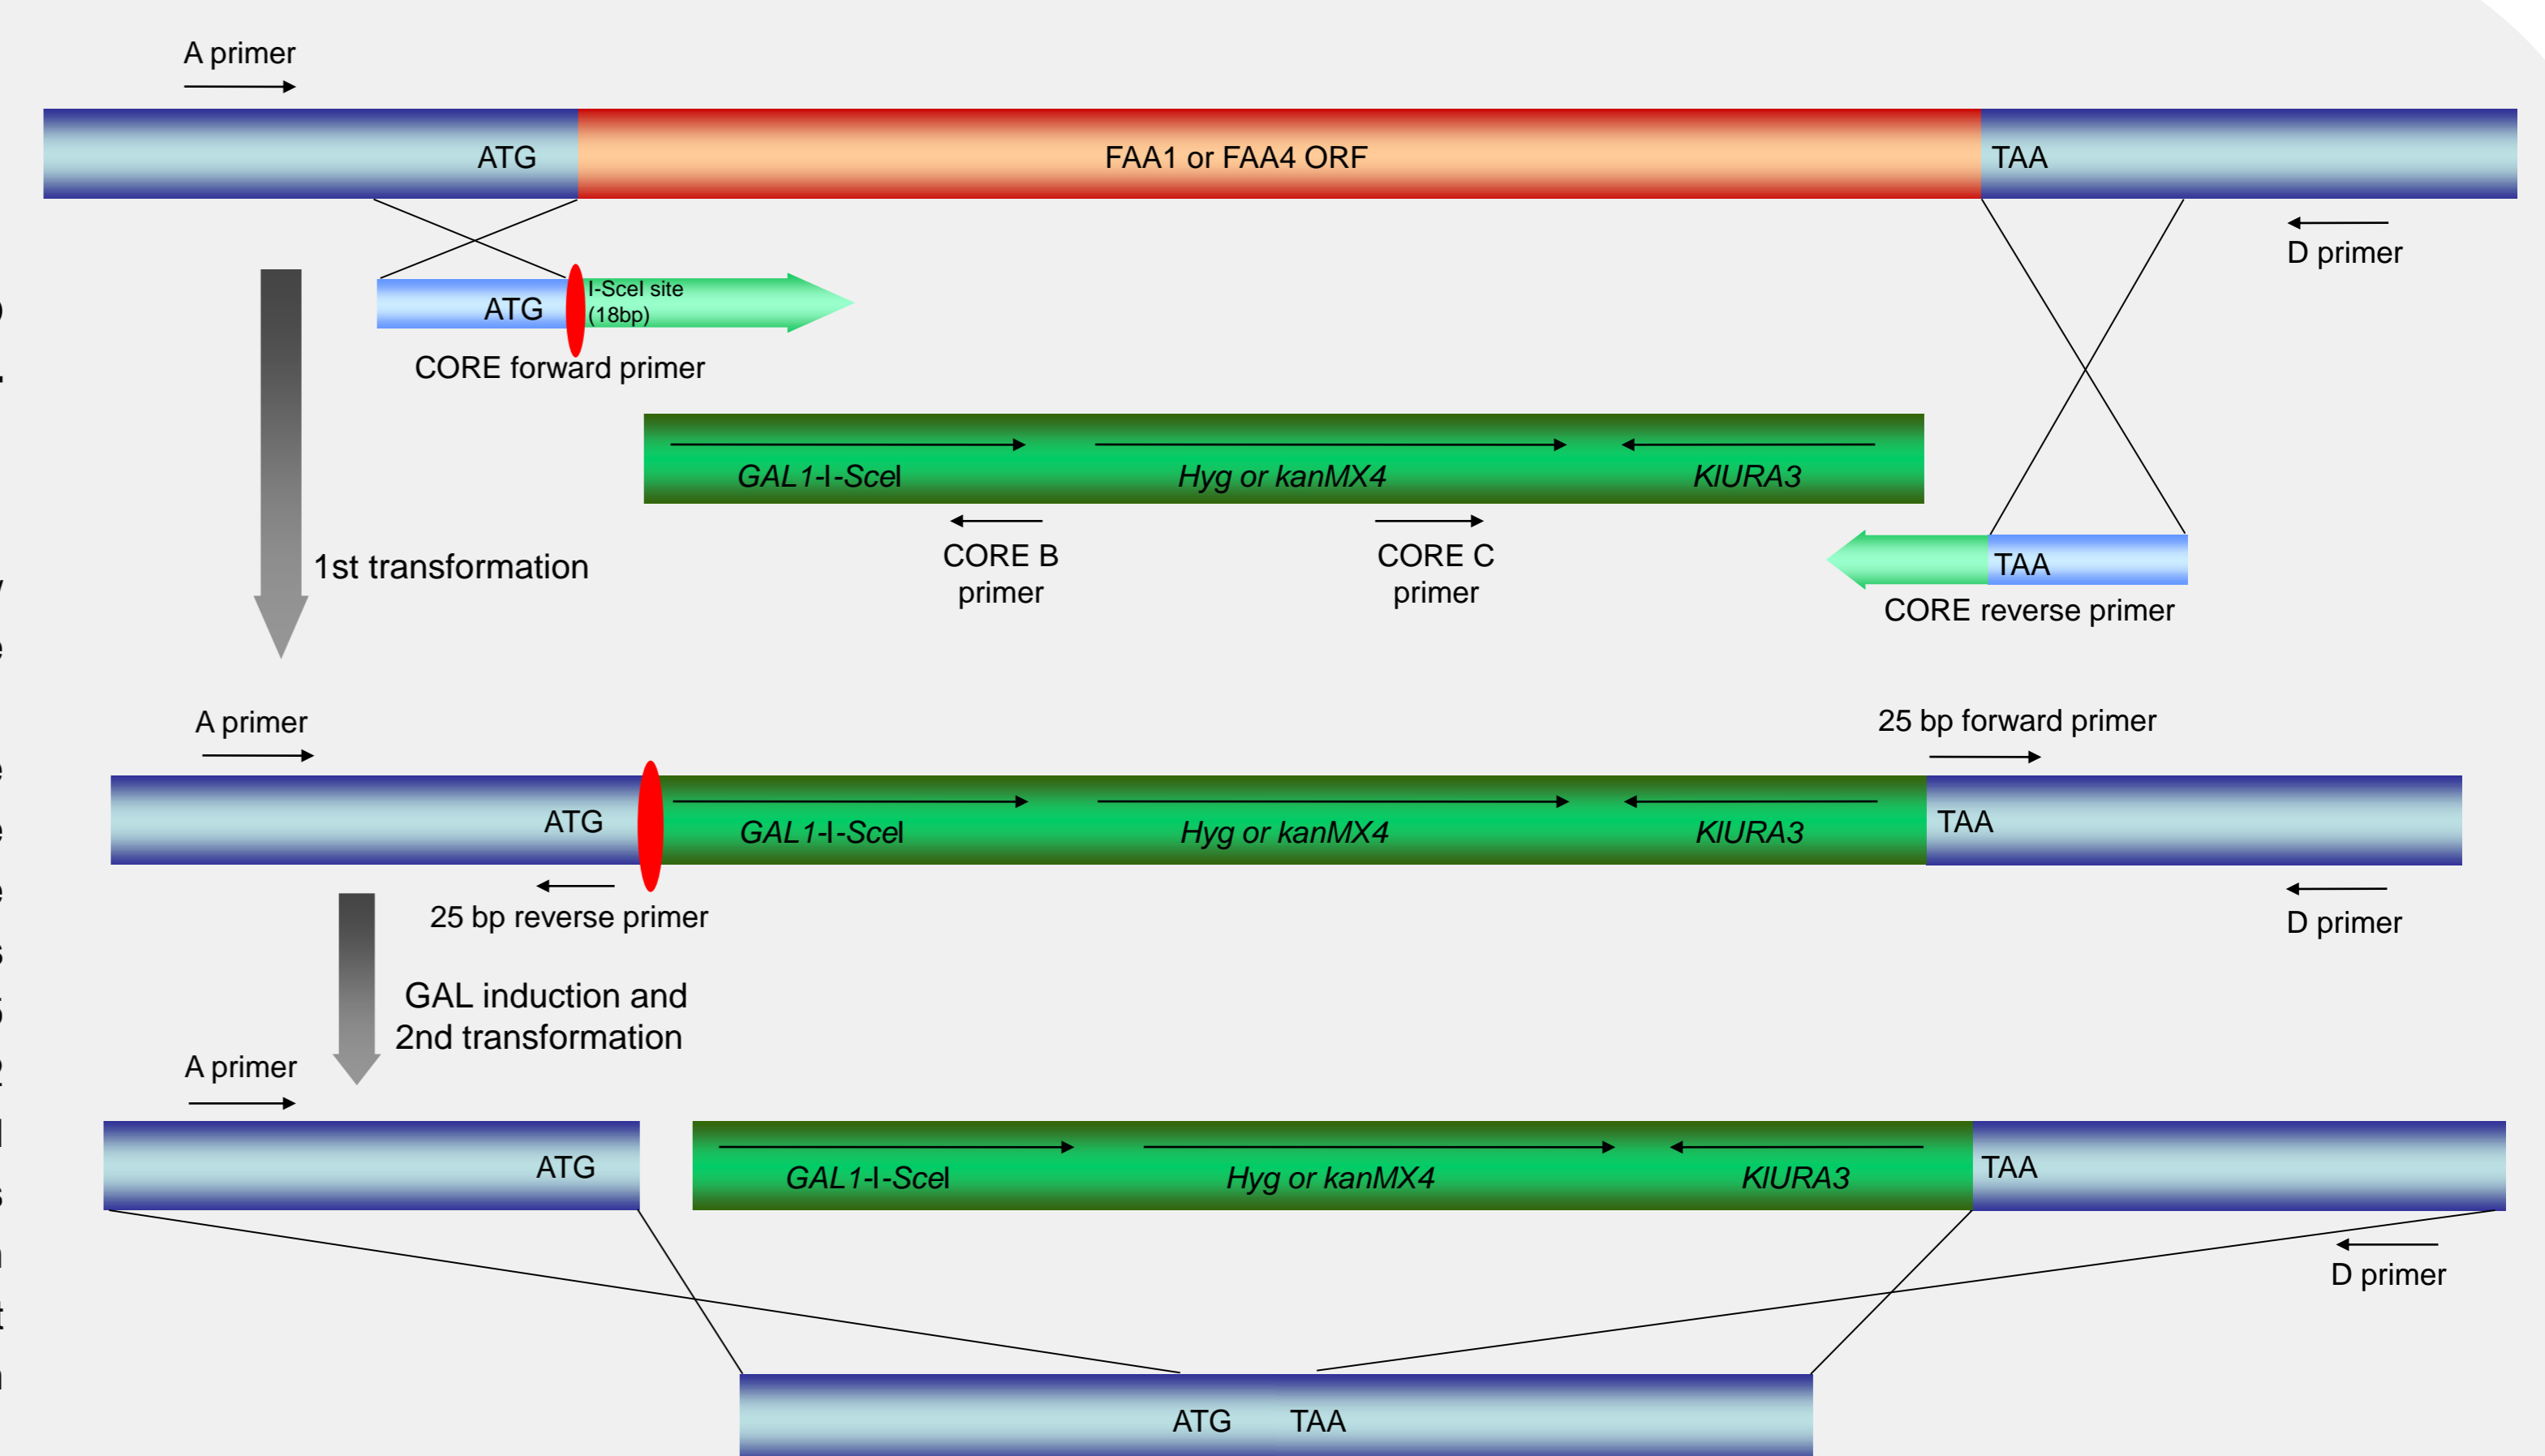 A primer
ATG
FAA1 or FAA4 ORF
TAA
D primer
ATG
I-SceI site
(18bp)
CORE forward primer
GAL1-I-SceI
Hyg or kanMX4
KlURA3
CORE B
primer
CORE C
primer
1st transformation
TAA
CORE reverse primer
A primer
25 bp forward primer
ATG
GAL1-I-SceI
Hyg or kanMX4
KlURA3
TAA
25 bp reverse primer
D primer
GAL induction and
2nd transformation
A primer
ATG
GAL1-I-SceI
Hyg or kanMX4
KlURA3
TAA
D primer
ATG TAA